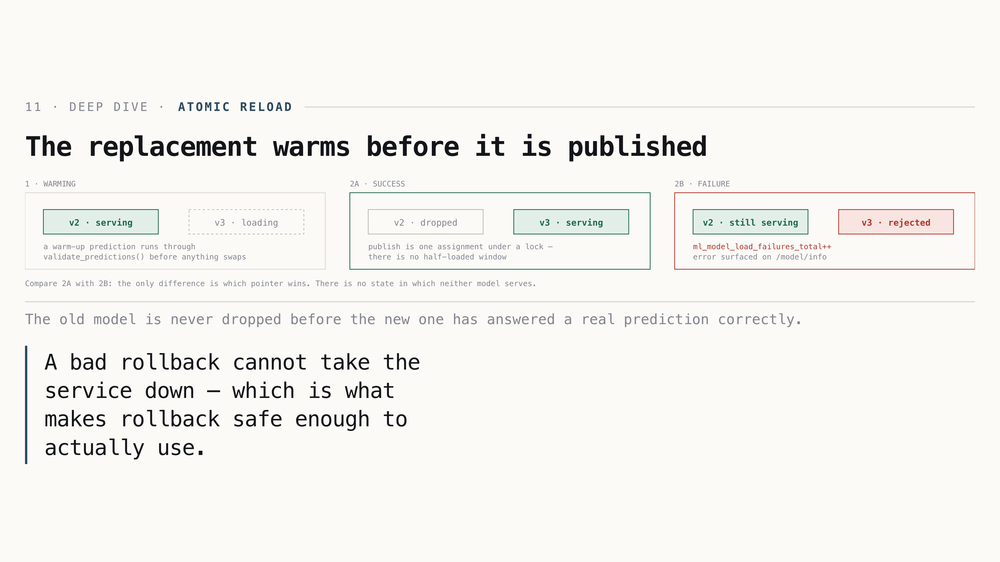 11 · DEEP DIVE · ATOMIC RELOAD
The replacement warms before it is published
1 · WARMING
v2 · serving
v3 · loading
a warm-up prediction runs through
validate_predictions() before anything swaps
2A · SUCCESS
v2 · dropped
v3 · serving
publish is one assignment under a lock —
there is no half-loaded window
2B · FAILURE
v2 · still serving
v3 · rejected
ml_model_load_failures_total++
error surfaced on /model/info
Compare 2A with 2B: the only difference is which pointer wins. There is no state in which neither model serves.
The old model is never dropped before the new one has answered a real prediction correctly.
A bad rollback cannot take the
service down — which is what
makes rollback safe enough to
actually use.